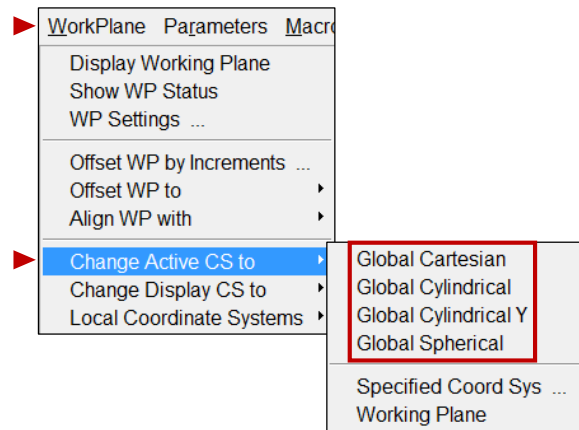 WorkPlane Parameters Macr
Display Working Plane
Show WP Status
WP Settings ...
Offset WP by Increments ...
Offset WP to
Align WP with
Change Active CS to
Change Display CS to
Local Coordinate Systems
Global Cartesian
Global Cylindrical
Global Cylindrical Y
Global Spherical
Specified Coord Sys ...
Working Plane